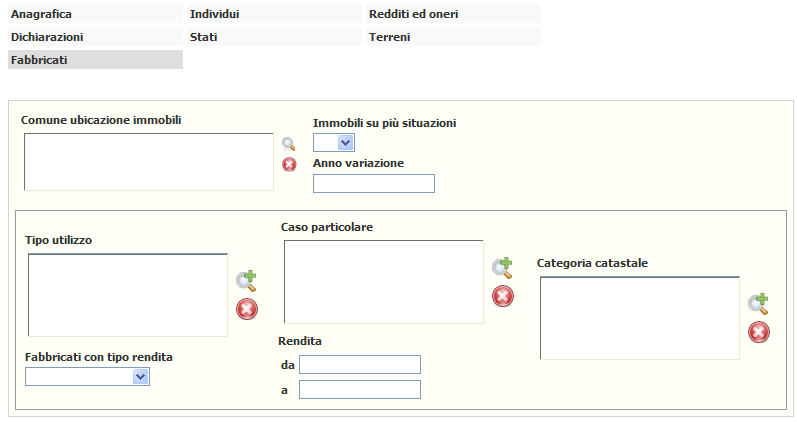 Anagrafica
Individui
Redditi ed oneri
Dichiarazioni
Stati
Terreni
Fabbricati
Comune ubicazione immobili
Immobili su più situazioni
Anno variazione
Tipo utilizzo
Caso particolare
Categoria catastale
Fabbricati con tipo rendita
Rendita
da
a